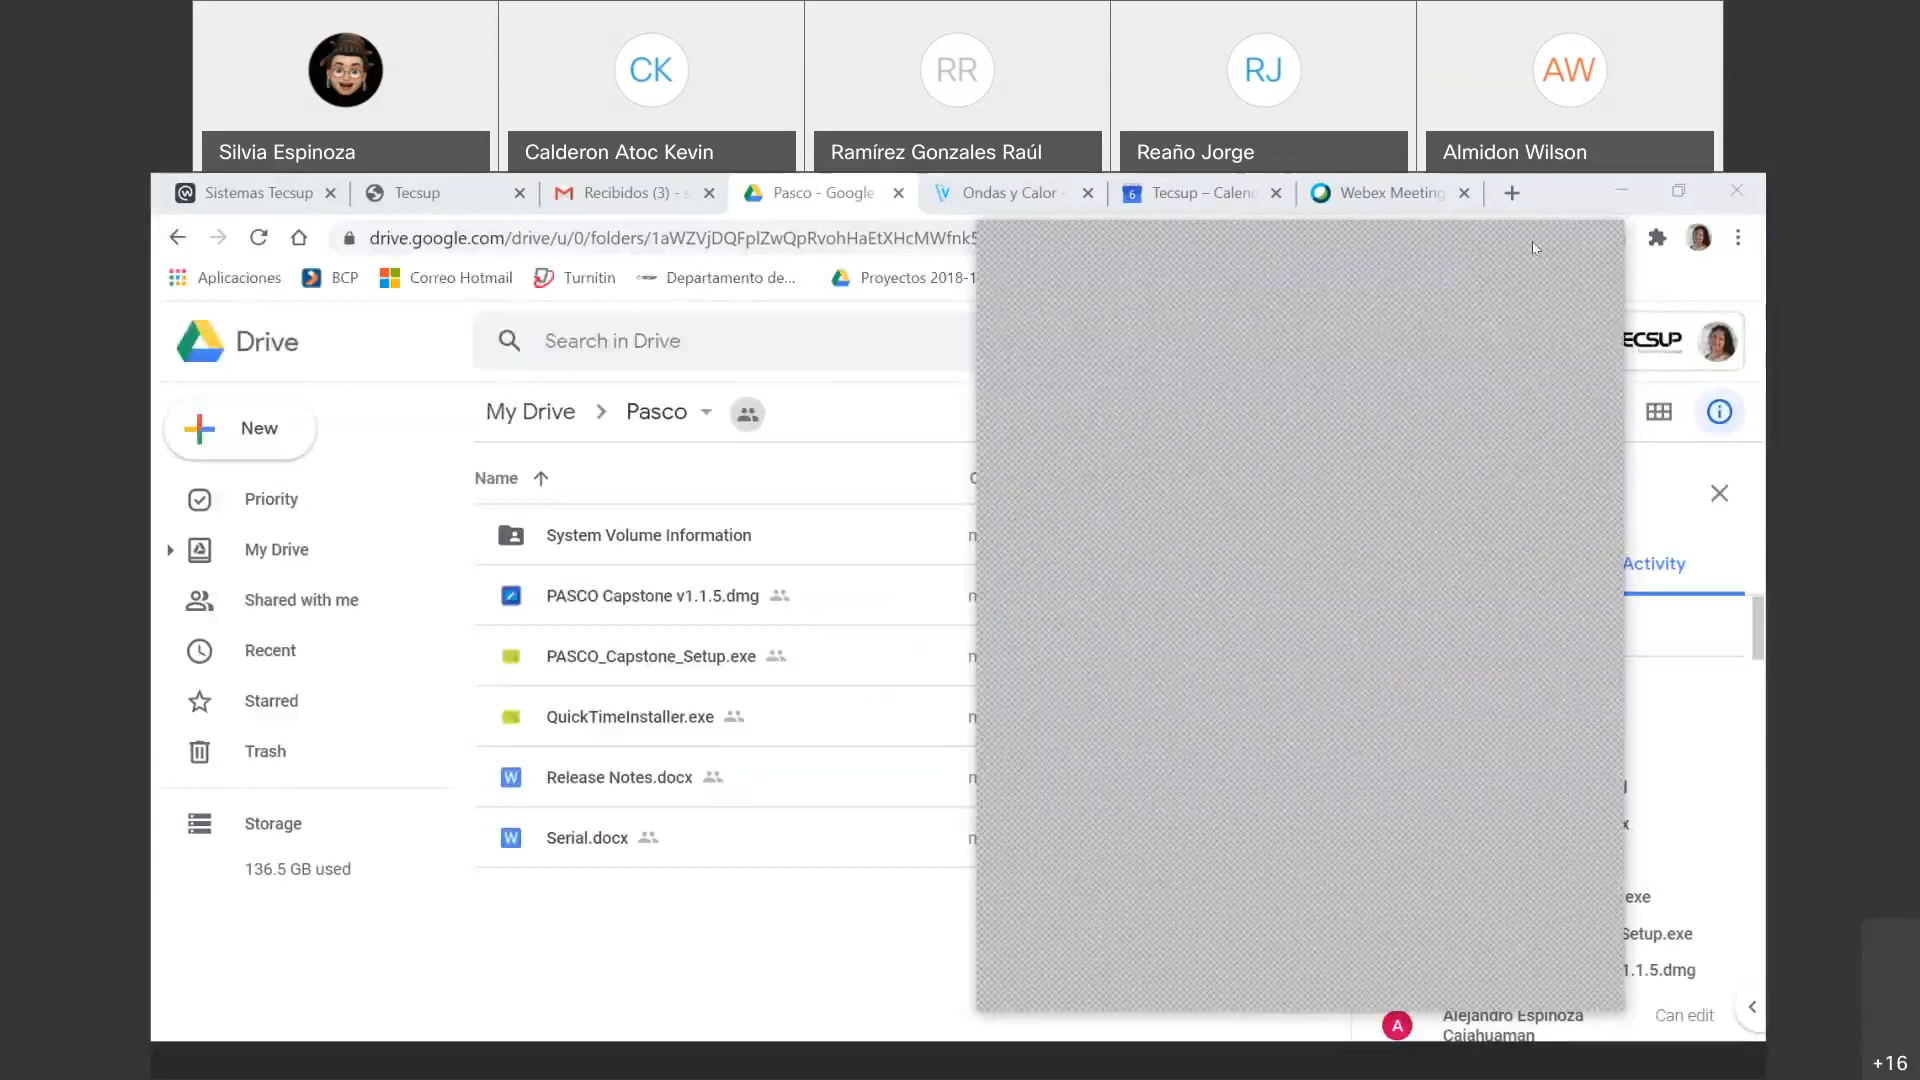 CK
RR
RJ
AW
Silvia Espinoza
Calderon Atoc Kevin
Ramírez Gonzales Raúl
Reaño Jorge
Almidon Wilson
Sistemas Tecsup
Tecsup
Recibidos (3) - s
Pasco - Google
Ondas y Calor -
6
Tecsup – Calend
Webex Meeting
drive.google.com/drive/u/0/folders/1aWZVjDQFplZwQpRvohHaEtXHcMWfnk5
Aplicaciones
BCP
Correo Hotmail
Turnitin
Departamento de...
Proyectos 2018-1
Drive
Search in Drive
ECSUP
New
My Drive
Pasco
Name
Priority
My Drive
Shared with me
Recent
Starred
Trash
Storage
136.5 GB used
System Volume Information
PASCO Capstone v1.1.5.dmg
PASCO_Capstone_Setup.exe
QuickTimeInstaller.exe
W
Release Notes.docx
W
Serial.docx
Activity
exe
Setup.exe
1.1.5.dmg
A
Alejandro Espinoza
Cajahuaman
Can edit
+16